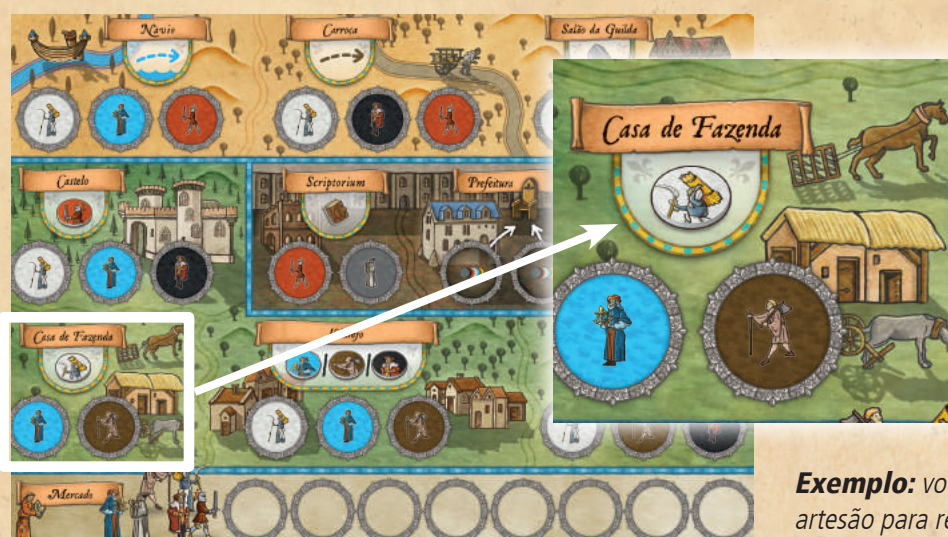 Navio
Carroça
Salão da Guilda
Casa de Fazenda
Castelo
Scriptorium
Prefeitura
Casa de Fazenda
Mercado
Exemplo: vo
artesão para re